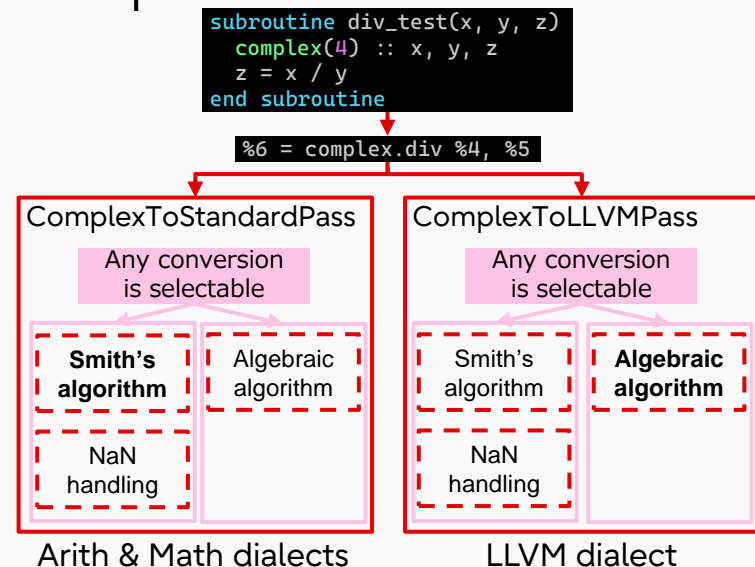 subroutine div_test(x, y, z)
complex(4) :: x, y, z
z = x / y
end subroutine
%6 = complex.div %4, %5
ComplexToStandardPass
Any conversion
is selectable
Smith's
algorithm
Algebraic
algorithm
NaN
handling
Arith & Math dialects
ComplexToLLVMPass
Any conversion
is selectable
Smith's
algorithm
Algebraic
algorithm
NaN
handling
LLVM dialect